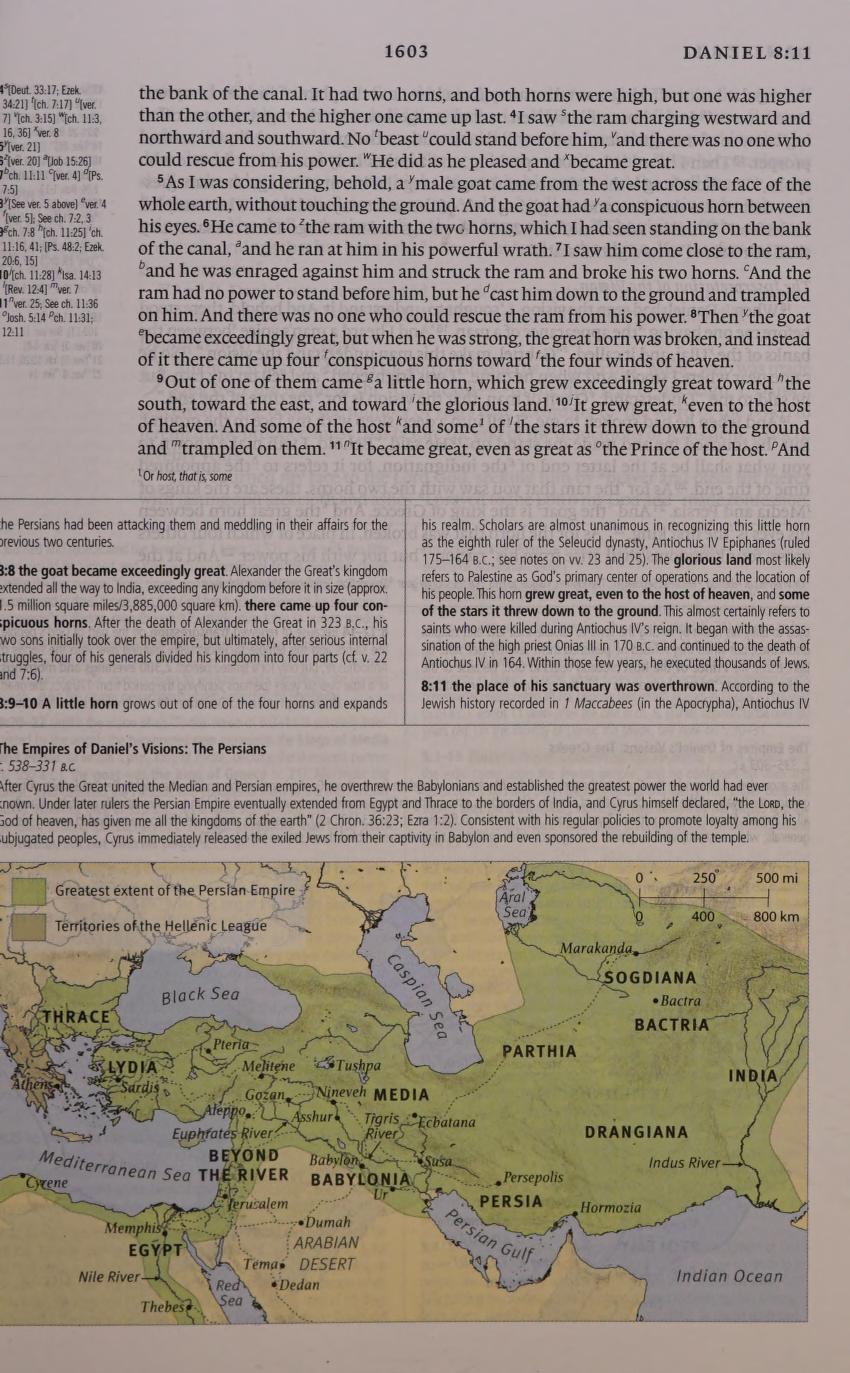 1603
DANIEL 8:11
4 s[Deut. 33:17; Ezek.
34:21] t[ch. 7:17] u[ver.
7] v[ch. 3:15] w[ch. 11:3,
16, 36] x ver. 8
y[ver. 21]
z[ver. 20] a[Job 15:26]
b ch. 11:11 c[ver. 4] d[Ps.
7:5]
y[See ver. 5 above] e ver. 4
f[ver. 5]; See ch. 7:2, 3
g ch. 7:8 h[ch. 11:25] i ch.
11:16, 41; [Ps. 48:2; Ezek.
20:6, 15]
10 j[ch. 11:28] k Isa. 14:13
l[Rev. 12:4] m ver. 7
11 n ver. 25; See ch. 11:36
o Josh. 5:14 p ch. 11:31;
12:11
the bank of the canal. It had two horns, and both horns were high, but one was higher
than the other, and the higher one came up last. 4 I saw s the ram charging westward and
northward and southward. No t beast u could stand before him, v and there was no one who
could rescue from his power. w He did as he pleased and x became great.
5 As I was considering, behold, a y male goat came from the west across the face of the
whole earth, without touching the ground. And the goat had y a conspicuous horn between
his eyes. 6 He came to z the ram with the two horns, which I had seen standing on the bank
of the canal, a and he ran at him in his powerful wrath. 7 I saw him come close to the ram,
b and he was enraged against him and struck the ram and broke his two horns. c And the
ram had no power to stand before him, but he d cast him down to the ground and trampled
on him. And there was no one who could rescue the ram from his power. 8 Then y the goat
e became exceedingly great, but when he was strong, the great horn was broken, and instead
of it there came up four f conspicuous horns toward f the four winds of heaven.
9 Out of one of them came g a little horn, which grew exceedingly great toward h the
south, toward the east, and toward i the glorious land. 10 j It grew great, k even to the host
of heaven. And some of the host k and some 1 of l the stars it threw down to the ground
and m trampled on them. 11 n It became great, even as great as o the Prince of the host. p And
1 Or host, that is, some
he Persians had been attacking them and meddling in their affairs for the
previous two centuries.
8:8 the goat became exceedingly great. Alexander the Great's kingdom
extended all the way to India, exceeding any kingdom before it in size (approx.
1.5 million square miles/3,885,000 square km). there came up four con-
spicuous horns. After the death of Alexander the Great in 323 B.C., his
two sons initially took over the empire, but ultimately, after serious internal
struggles, four of his generals divided his kingdom into four parts (cf. v. 22
and 7:6).
8:9–10 A little horn grows out of one of the four horns and expands
his realm. Scholars are almost unanimous in recognizing this little horn
as the eighth ruler of the Seleucid dynasty, Antiochus IV Epiphanes (ruled
175–164 B.C.; see notes on vv. 23 and 25). The glorious land most likely
refers to Palestine as God's primary center of operations and the location of
his people. This horn grew great, even to the host of heaven, and some
of the stars it threw down to the ground. This almost certainly refers to
saints who were killed during Antiochus IV's reign. It began with the assas-
sination of the high priest Onias III in 170 B.C. and continued to the death of
Antiochus IV in 164. Within those few years, he executed thousands of Jews.
8:11 the place of his sanctuary was overthrown. According to the
Jewish history recorded in 1 Maccabees (in the Apocrypha), Antiochus IV
The Empires of Daniel's Visions: The Persians
c. 538–331 B.C.
After Cyrus the Great united the Median and Persian empires, he overthrew the Babylonians and established the greatest power the world had ever
known. Under later rulers the Persian Empire eventually extended from Egypt and Thrace to the borders of India, and Cyrus himself declared, "the LORD, the
God of heaven, has given me all the kingdoms of the earth" (2 Chron. 36:23; Ezra 1:2). Consistent with his regular policies to promote loyalty among his
subjugated peoples, Cyrus immediately released the exiled Jews from their captivity in Babylon and even sponsored the rebuilding of the temple.
Greatest extent of the Persian Empire
Territories of the Hellenic League
0 250 500 mi
0 400 800 km
Aral Sea
Caspian Sea
Black Sea
Marakanda
SOGDIANA
Bactra
BACTRIA
THRACE
PARTHIA
Pteria
LYDIA
Melitene
Tushpa
INDIA
Athens
Sardis
Gozan
Nineveh
MEDIA
Aleppo
Asshur
Tigris River
Ecbatana
Euphrates River
DRANGIANA
Mediterranean Sea
BEYOND THE RIVER
Babylon
Susa
Indus River
BABYLONIA
Persepolis
Cyrene
Ur
PERSIA
Jerusalem
Hormozia
Memphis
Dumah
Persian Gulf
EGYPT
ARABIAN DESERT
Tema
Nile River
Red Sea
Dedan
Indian Ocean
Thebes